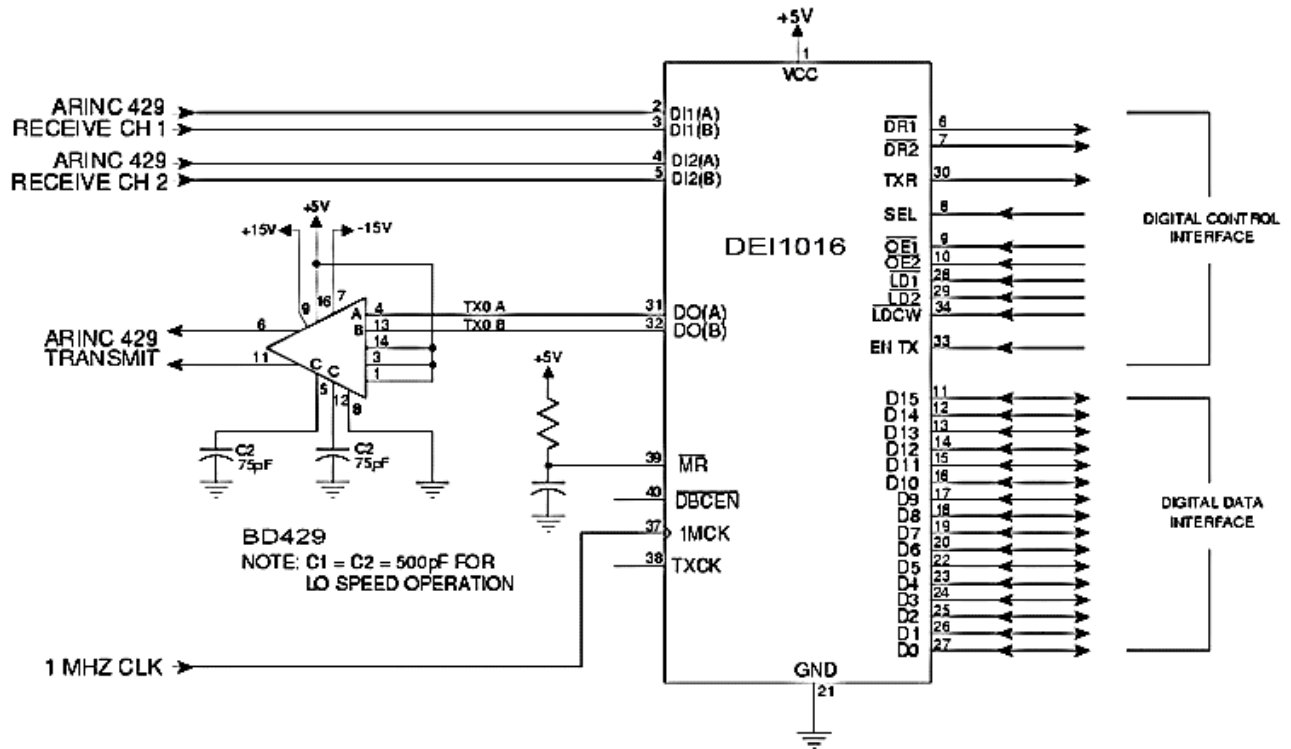 +5V
1
VCC
ARINC 429
RECEIVE CH 1
2
DI1(A)
3
DI1(B)
ARINC 429
RECEIVE CH 2
4
DI2(A)
5
DI2(B)
DEI1016
DR1
6
DR2
7
TXR
30
SEL
8
OE1
9
OE2
10
LD1
28
LD2
29
LDCW
34
EN TX
33
DIGITAL CONTROL
INTERFACE
+5V
+15V
-15V
9
16
7
A
4
TX0 A
31
DO(A)
B
13
TX0 B
32
DO(B)
14
3
1
6
11
ARINC 429
TRANSMIT
C
C
5
12
8
C2
75pF
C2
75pF
+5V
39
MR
40
DBCEN
37
1MCK
38
TXCK
BD429
NOTE: C1 = C2 = 500pF FOR
LO SPEED OPERATION
1 MHZ CLK
D15
11
D14
12
D13
13
D12
14
D11
15
D10
16
D9
17
D8
18
D7
19
D6
20
D5
22
D4
23
D3
24
D2
25
D1
26
D0
27
DIGITAL DATA
INTERFACE
GND
21